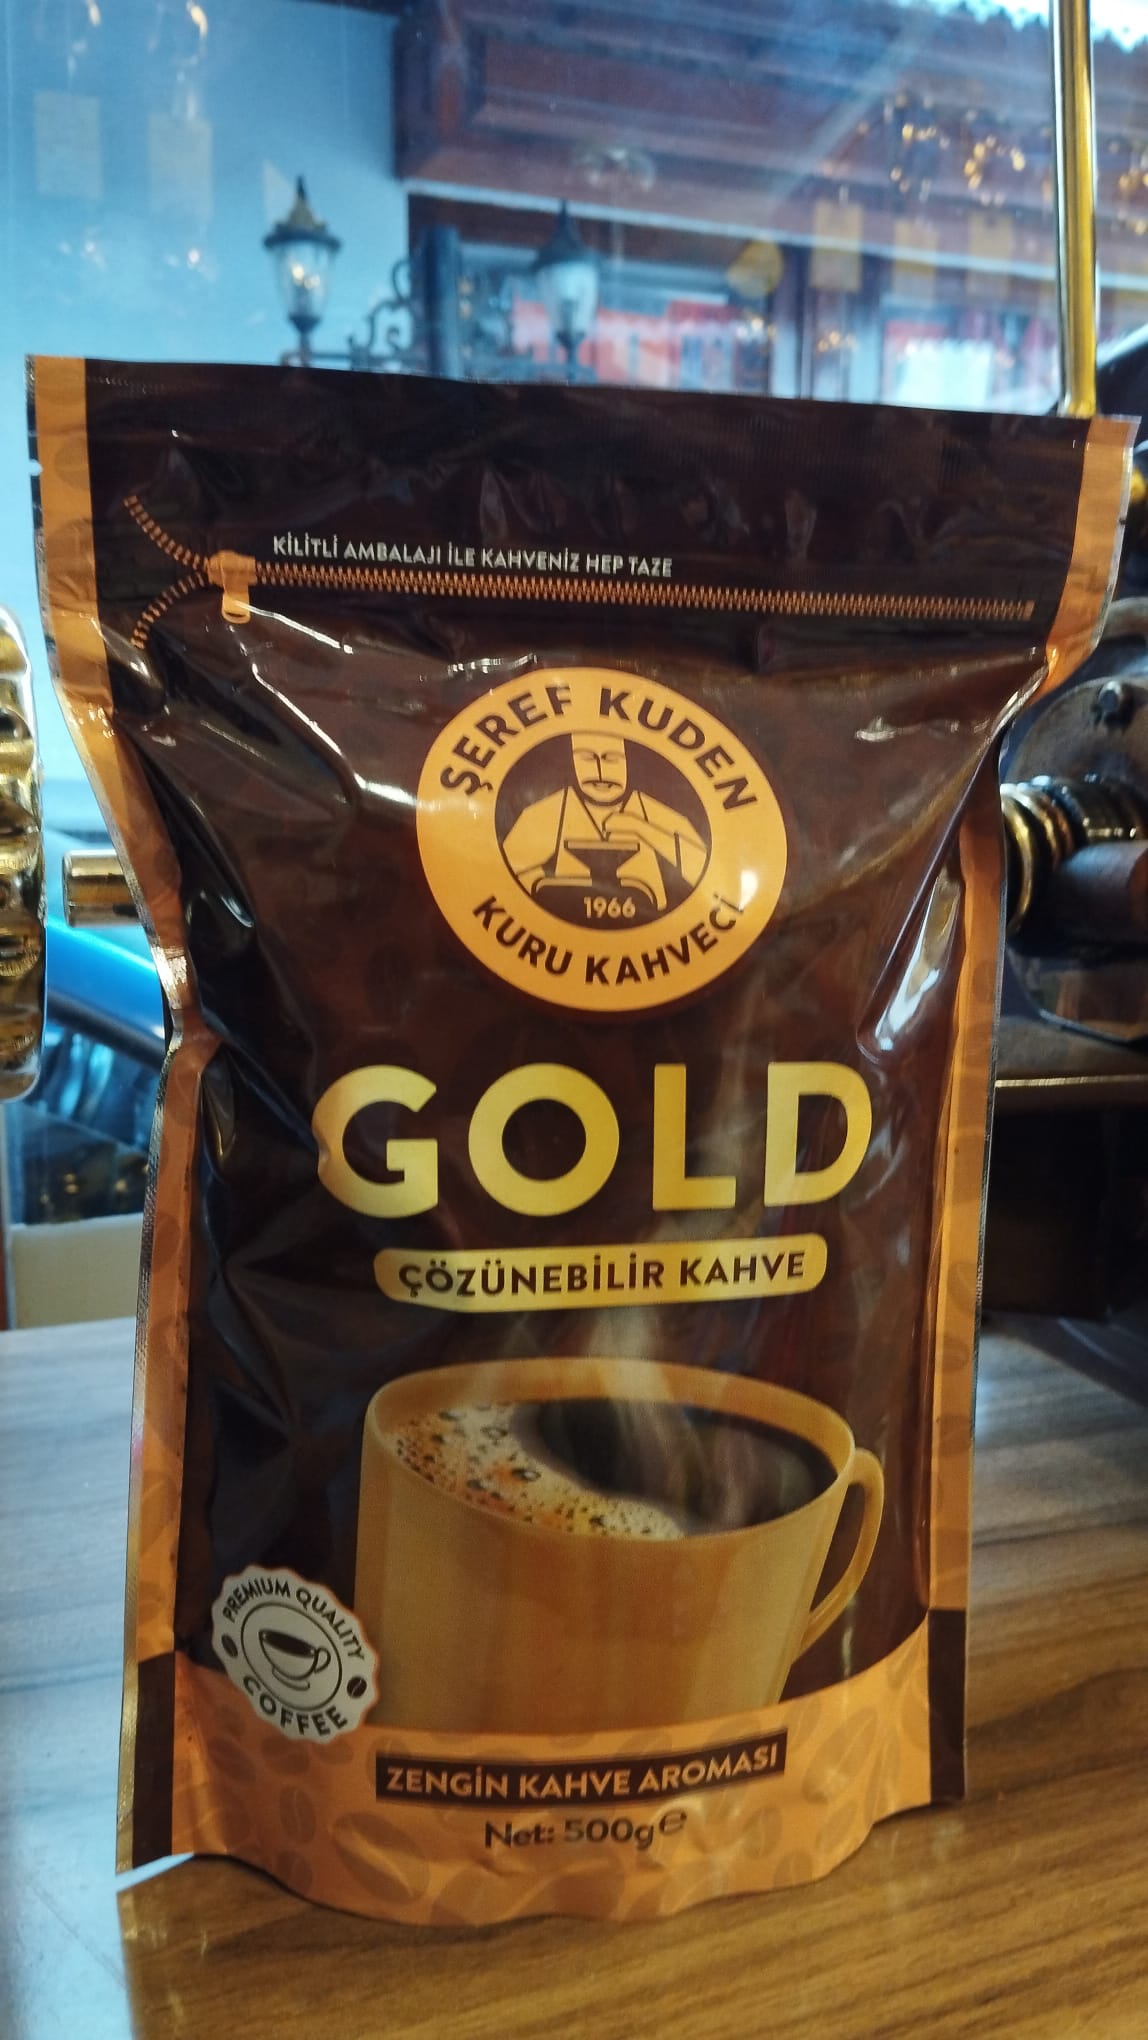 KİLİTLİ AMBALAJI İLE KAHVENİZ HEP TAZE
ŞEREF KUDEN
1966
KURU KAHVECİ
GOLD
ÇÖZÜNEBİLİR KAHVE
PREMIUM QUALITY
COFFEE
ZENGİN KAHVE AROMASI
Net: 500g℮